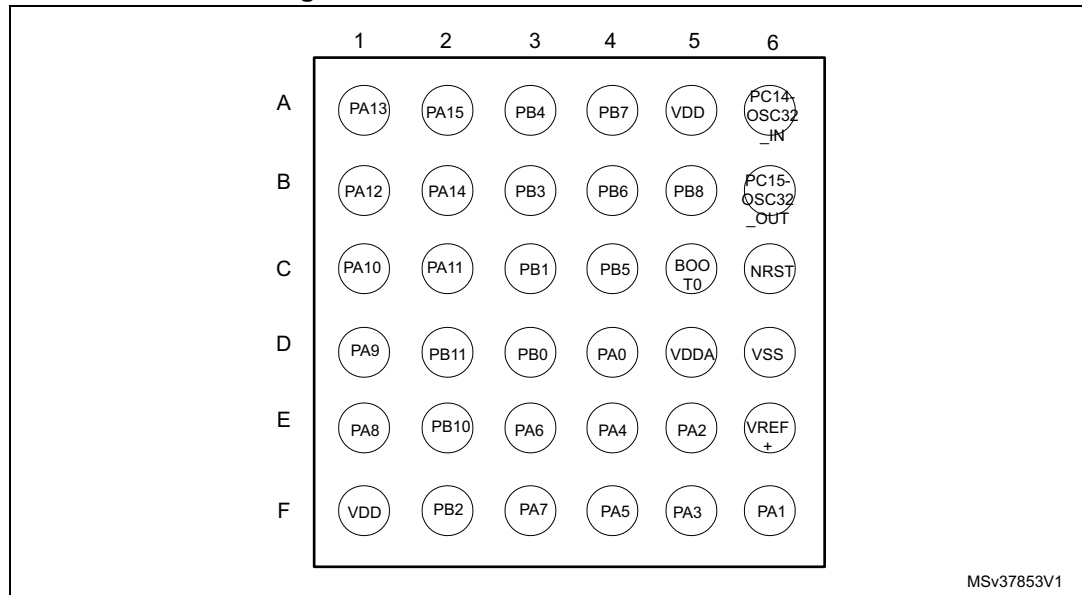 1 2 3 4 5 6
A PA13 PA15 PB4 PB7 VDD PC14-
OSC32
_IN
B PA12 PA14 PB3 PB6 PB8 PC15-
OSC32
_OUT
C PA10 PA11 PB1 PB5 BOO
T0 NRST
D PA9 PB11 PB0 PA0 VDDA VSS
E PA8 PB10 PA6 PA4 PA2 VREF
+
F VDD PB2 PA7 PA5 PA3 PA1
MSv37853V1